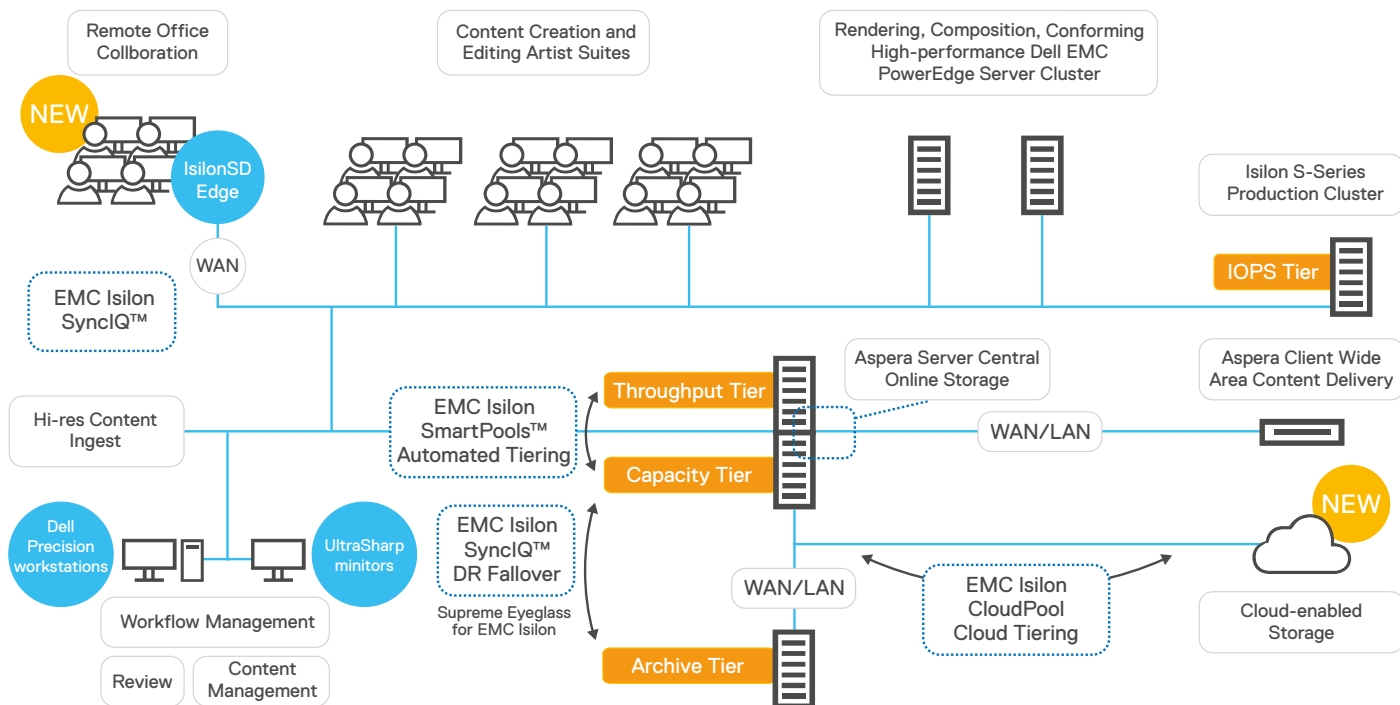 Remote Office
Collboration
Content Creation and
Editing Artist Suites
Rendering, Composition, Conforming
High-performance Dell EMC
PowerEdge Server Cluster
NEW
IsilonSD
Edge
Isilon S-Series
Production Cluster
WAN
IOPS Tier
EMC Isilon
SyncIQ™
Aspera Server Central
Online Storage
Aspera Client Wide
Area Content Delivery
Throughput Tier
Hi-res Content
Ingest
EMC Isilon
SmartPools™
Automated Tiering
WAN/LAN
Capacity Tier
NEW
Dell
Precision
workstations
UltraSharp
minitors
EMC Isilon
SyncIQ™
DR Fallover
Supreme Eyeglass
for EMC Isilon
WAN/LAN
EMC Isilon
CloudPool
Cloud Tiering
Cloud-enabled
Storage
Workflow Management
Review
Content
Management
Archive Tier